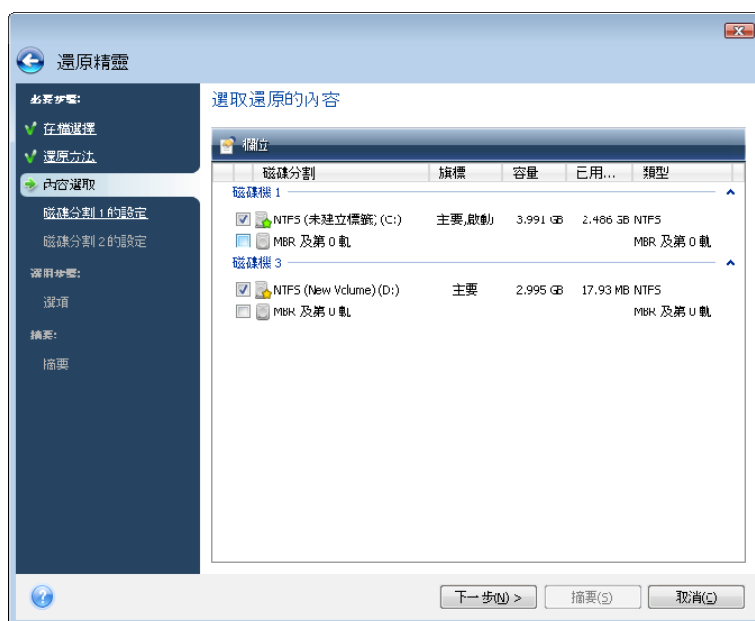 還原精靈
必要步驟:
存檔選擇
還原方法
內容選取
磁碟分割 1 的設定
磁碟分割 2 的設定
選用步驟:
選項
摘要:
摘要
選取還原的內容
欄位
磁碟分割 旗標 容量 已用... 類型
磁碟機 1
NTFS (未建立標籤) (C:) 主要,啟動 3.991 GB 2.486 GB NTFS
MBR 及第 0 軌 MBR 及第 0 軌
磁碟機 3
NTFS (New Volume) (D:) 主要 2.995 GB 17.93 MB NTFS
MBR 及第 0 軌 MBR 及第 0 軌
下一步(N) > 摘要(S) 取消(C)